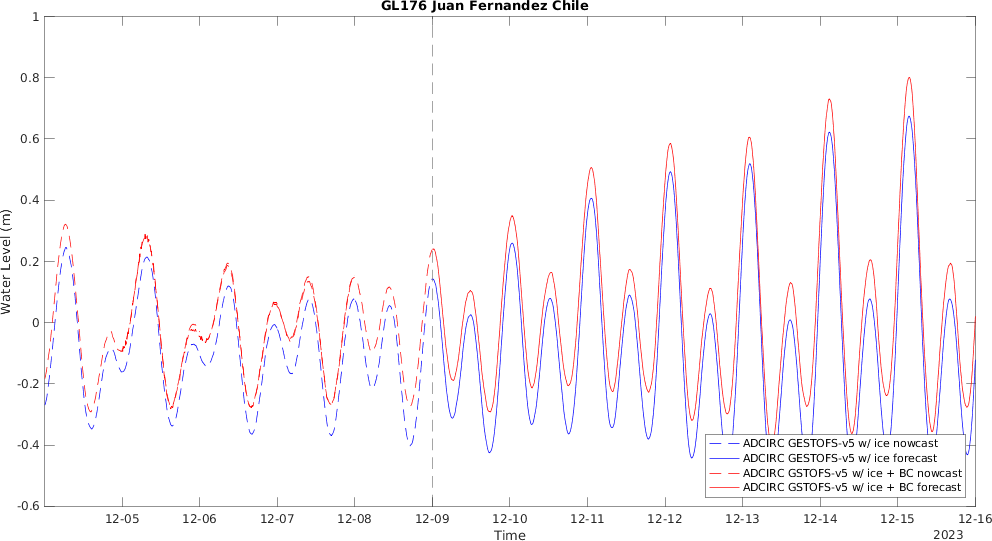 GL176 Juan Fernandez Chile
1
0.8
0.6
0.4
0.2
0
-0.2
-0.4
-0.6
Water Level (m)
12-05 12-06 12-07 12-08 12-09 12-10 12-11 12-12 12-13 12-14 12-15 12-16
Time
2023
ADCIRC GESTOFS-v5 w/ ice nowcast
ADCIRC GESTOFS-v5 w/ ice forecast
ADCIRC GSTOFS-v5 w/ ice + BC nowcast
ADCIRC GSTOFS-v5 w/ ice + BC forecast